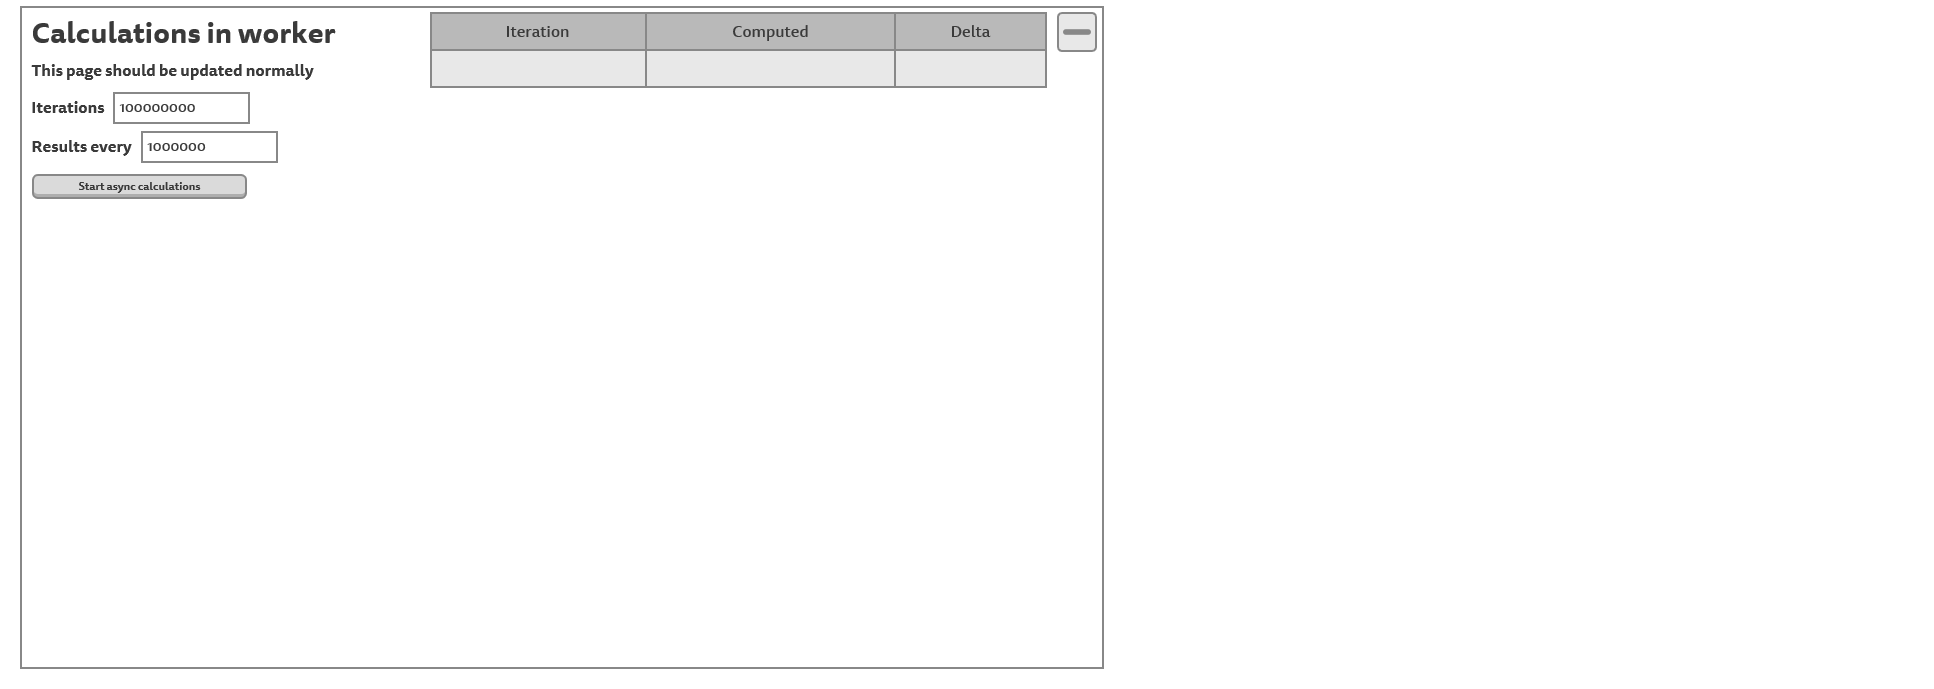 Calculations in worker
This page should be updated normally
Iterations 100000000
Results every 1000000
Start async calculations
Iteration Computed Delta